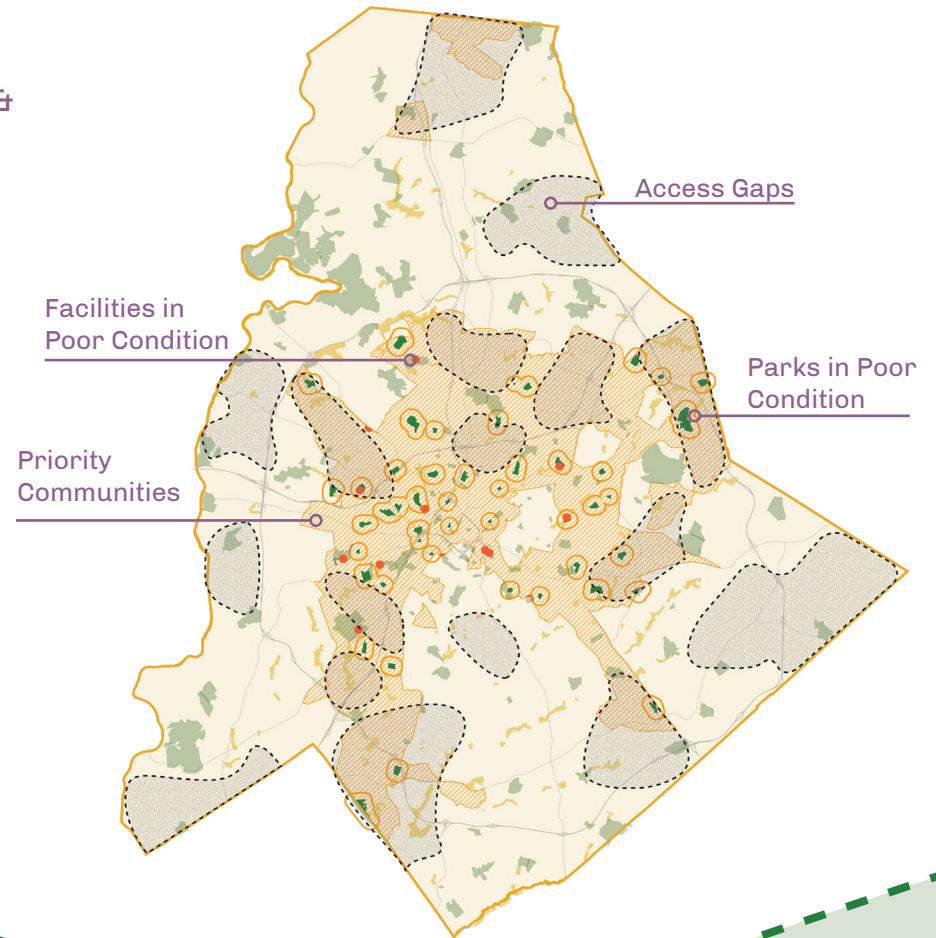 &
Access Gaps
Facilities in
Poor Condition
Parks in Poor
Condition
Priority
Communities